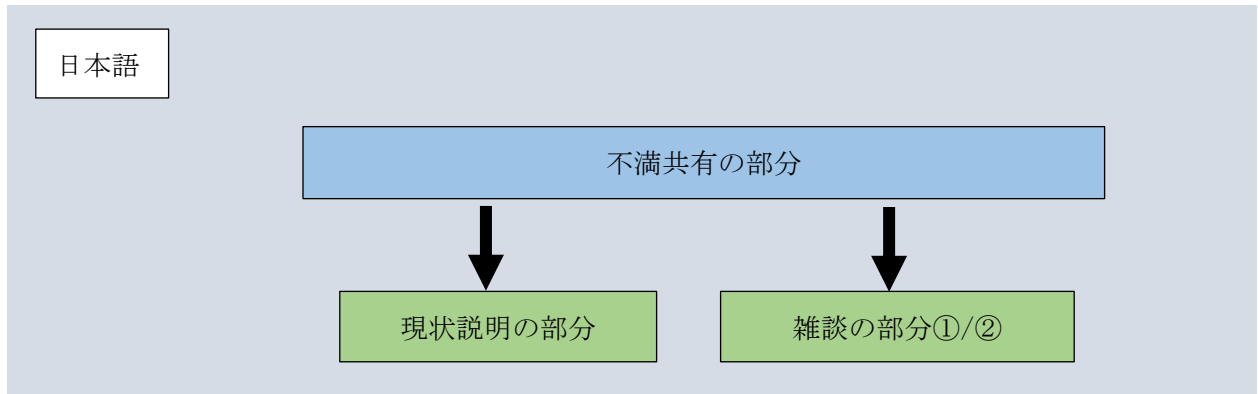 日本語
不満共有の部分
現状説明の部分
雑談の部分①/②